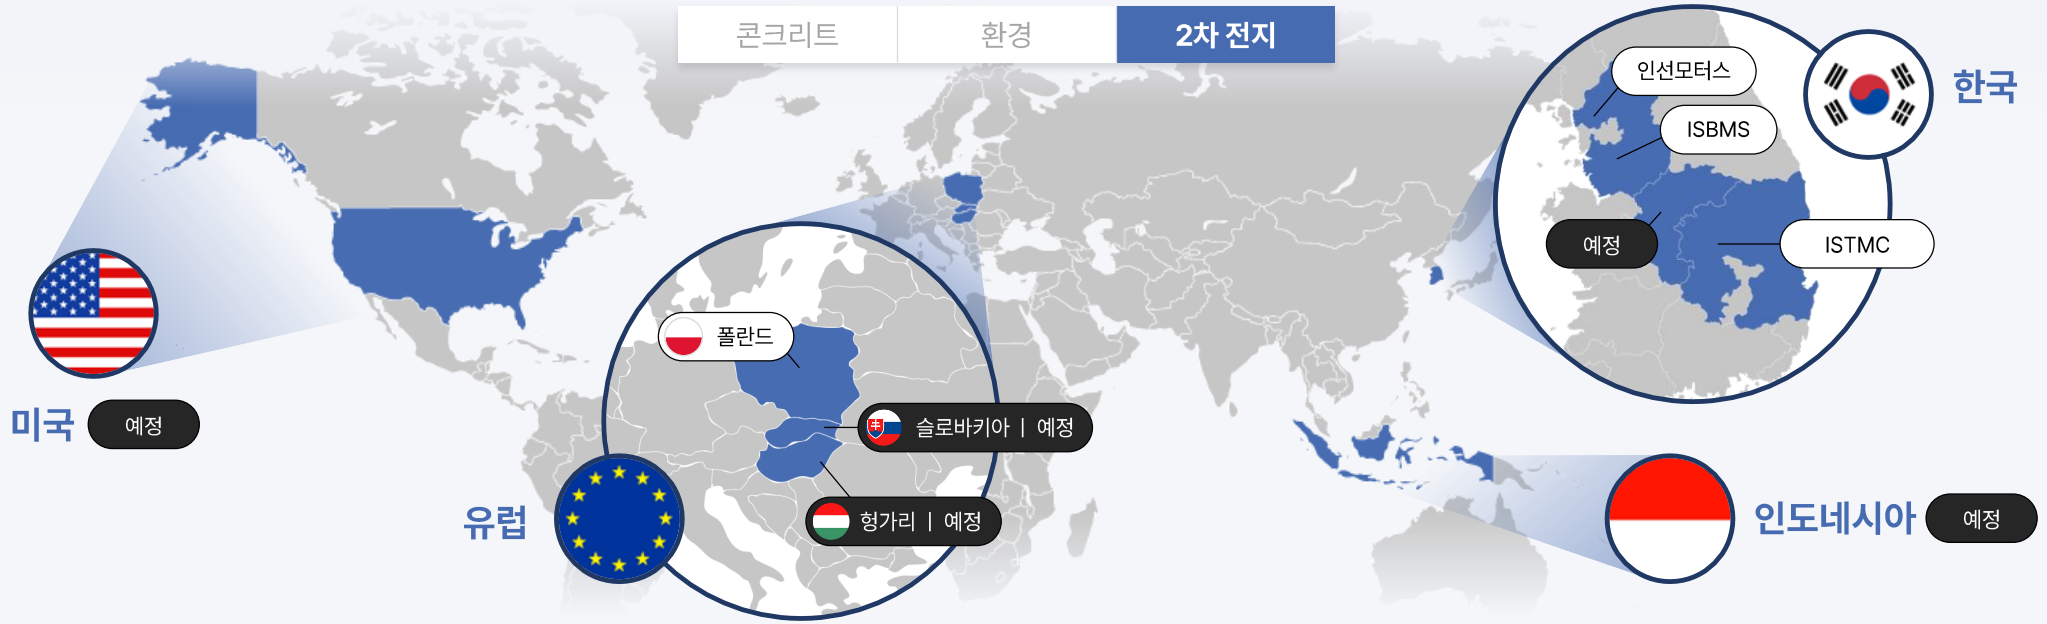 콘크리트
환경
2차 전지
인선모터스
ISBMS
한국
예정
ISTMC
폴란드
슬로바키아 | 예정
미국
예정
유럽
헝가리 | 예정
인도네시아
예정